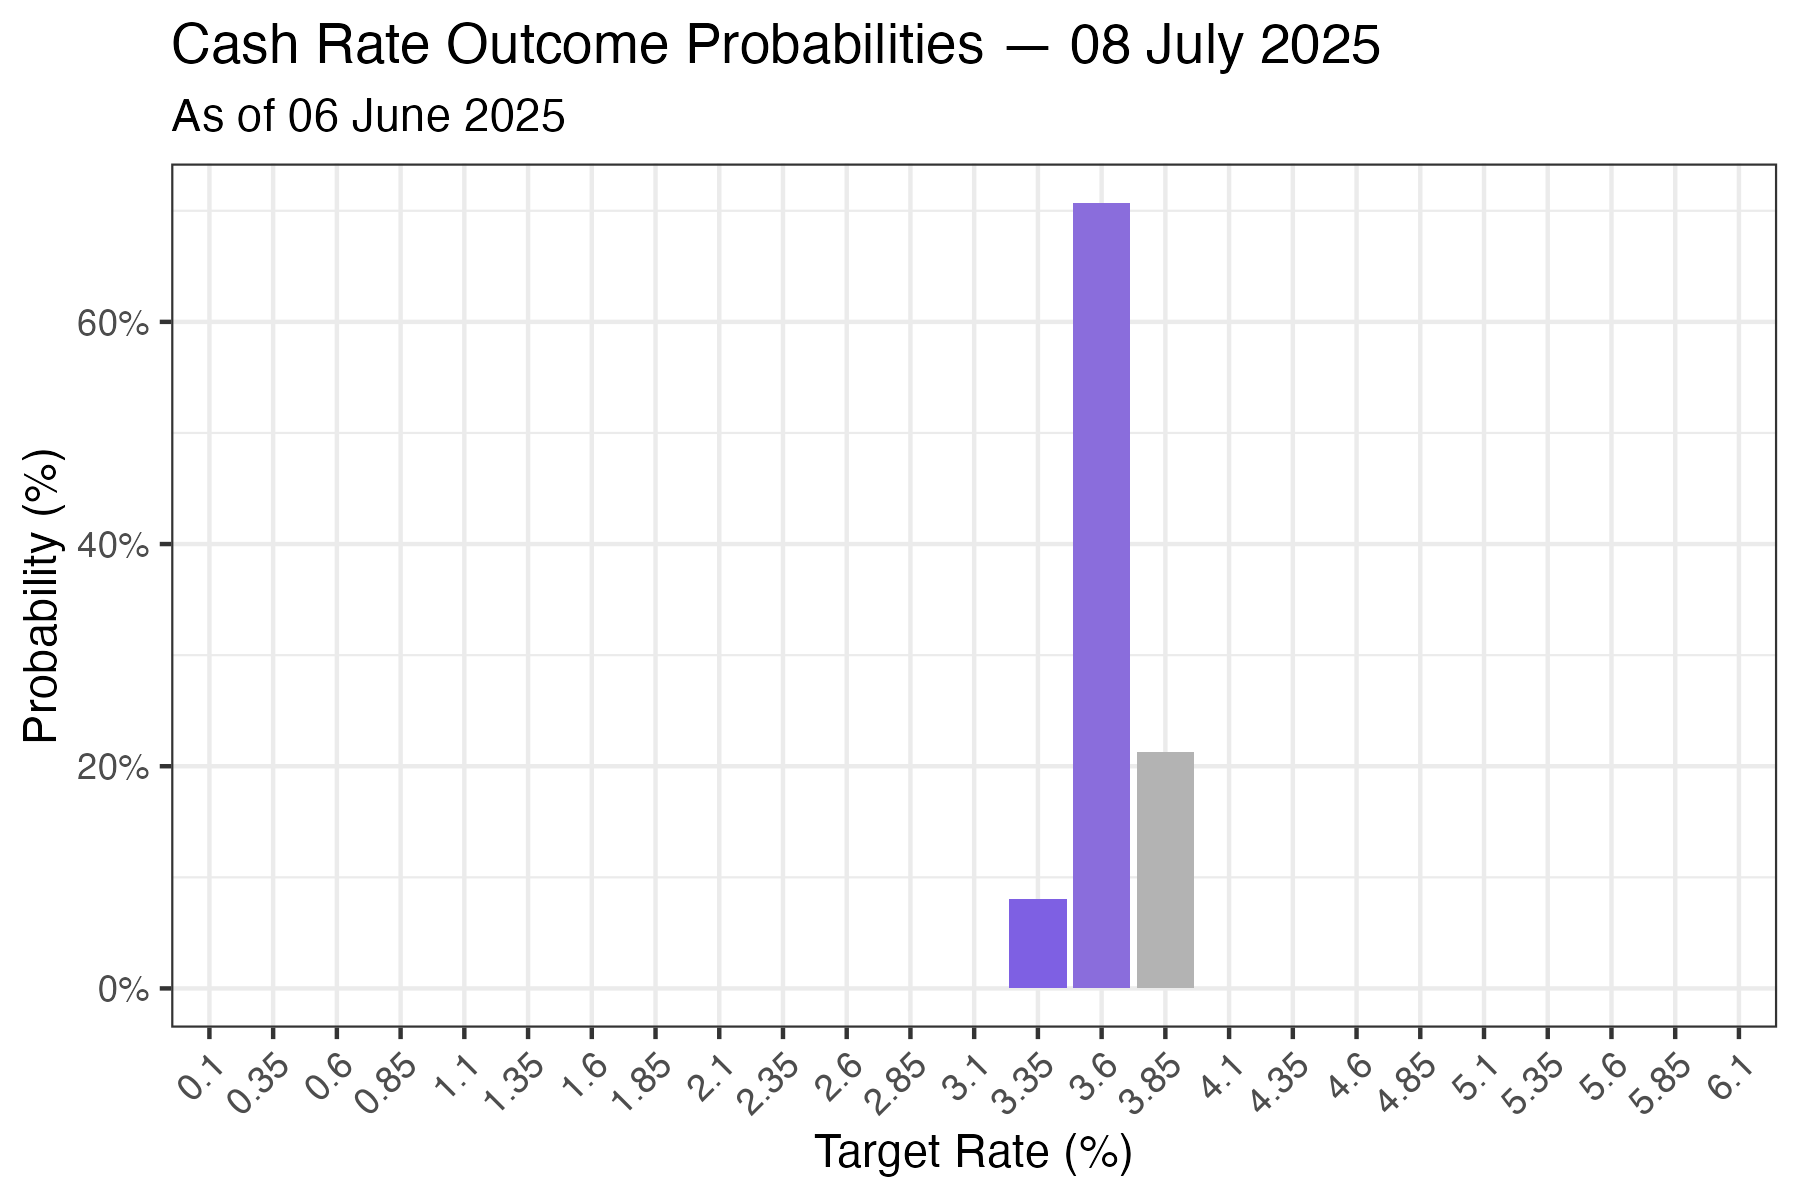 Cash Rate Outcome Probabilities — 08 July 2025
As of 06 June 2025
Probability (%)
60%
40%
20%
0%
0.1 0.35 0.6 0.85 1.1 1.35 1.6 1.85 2.1 2.35 2.6 2.85 3.1 3.35 3.6 3.85 4.1 4.35 4.6 4.85 5.1 5.35 5.6 5.85 6.1
Target Rate (%)